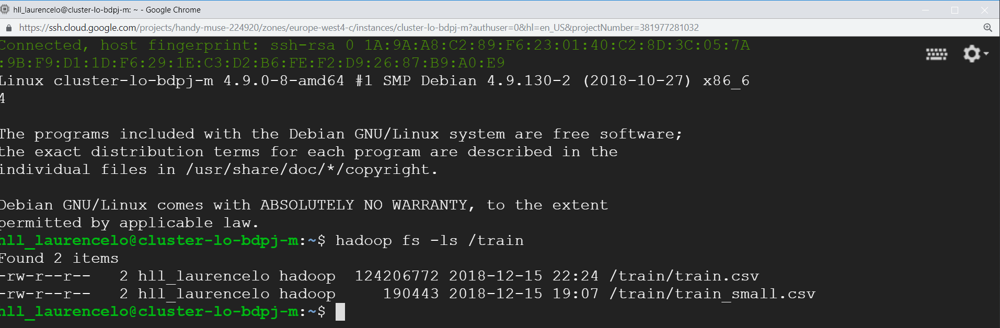 hll_laurencelo@cluster-lo-bdpj-m: ~ - Google Chrome
https://ssh.cloud.google.com/projects/handy-muse-224920/zones/europe-west4-c/instances/cluster-lo-bdpj-m?authuser=0&hl=en_US&projectNumber=381977281032
Connected, host fingerprint: ssh-rsa 0 1A:9A:A8:C2:89:F6:23:01:40:C2:8D:3C:05:7A
:9B:F9:D1:1D:F6:29:1E:C3:D2:B6:FE:F2:D9:26:87:B9:A0:E9
Linux cluster-lo-bdpj-m 4.9.0-8-amd64 #1 SMP Debian 4.9.130-2 (2018-10-27) x86_6
4
The programs included with the Debian GNU/Linux system are free software;
the exact distribution terms for each program are described in the
individual files in /usr/share/doc/*/copyright.
Debian GNU/Linux comes with ABSOLUTELY NO WARRANTY, to the extent
permitted by applicable law.
hll_laurencelo@cluster-lo-bdpj-m:~$ hadoop fs -ls /train
Found 2 items
-rw-r--r--   2 hll_laurencelo hadoop  124206772 2018-12-15 22:24 /train/train.csv
-rw-r--r--   2 hll_laurencelo hadoop     190443 2018-12-15 19:07 /train/train_small.csv
hll_laurencelo@cluster-lo-bdpj-m:~$